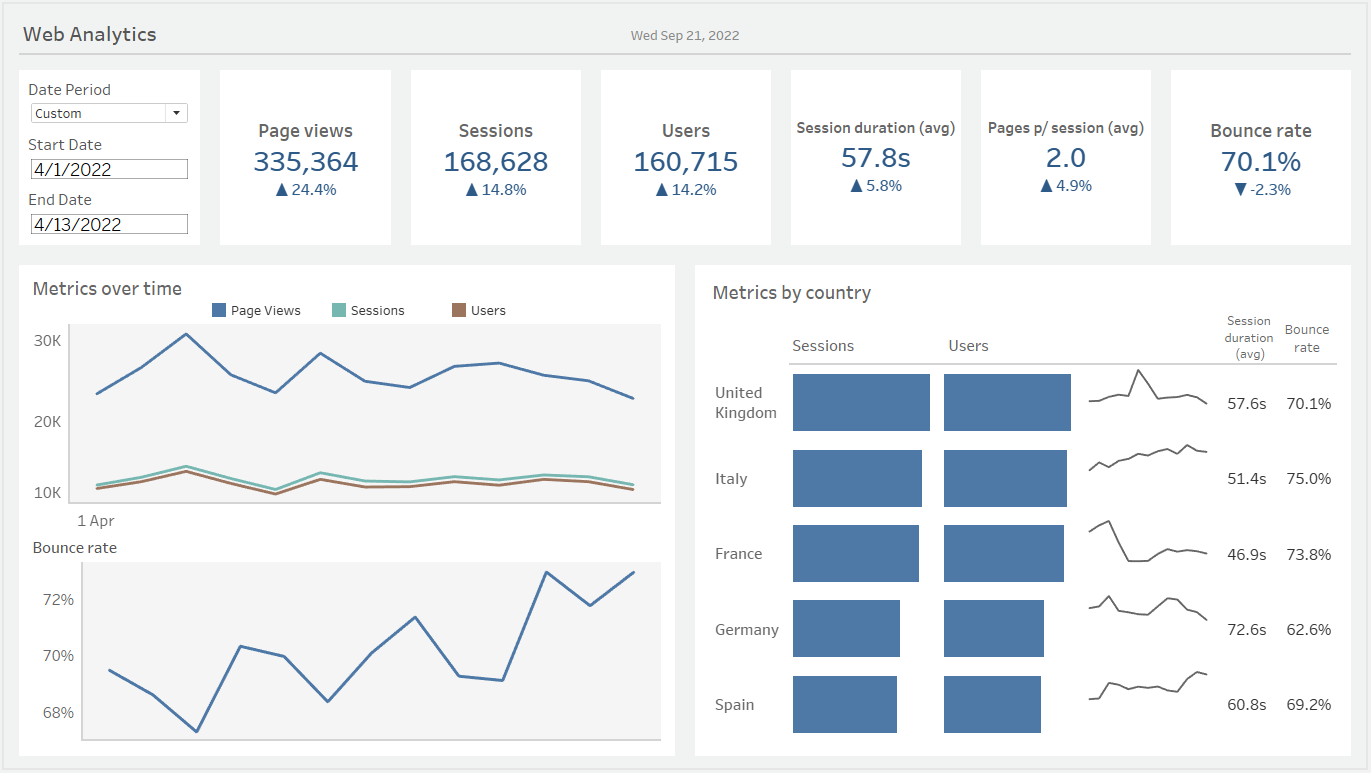 Web Analytics
Wed Sep 21, 2022
Date Period
Custom
Start Date
4/1/2022
End Date
4/13/2022
Page views
335,364
▲ 24.4%
Sessions
168,628
▲ 14.8%
Users
160,715
▲ 14.2%
Session duration (avg)
57.8s
▲ 5.8%
Pages p/ session (avg)
2.0
▲ 4.9%
Bounce rate
70.1%
▼ -2.3%
Metrics over time
Page Views Sessions Users
30K
20K
10K
1 Apr
Bounce rate
72%
70%
68%
Metrics by country
Sessions Users
Session
duration
(avg)
Bounce
rate
United
Kingdom
57.6s 70.1%
Italy 51.4s 75.0%
France 46.9s 73.8%
Germany 72.6s 62.6%
Spain 60.8s 69.2%